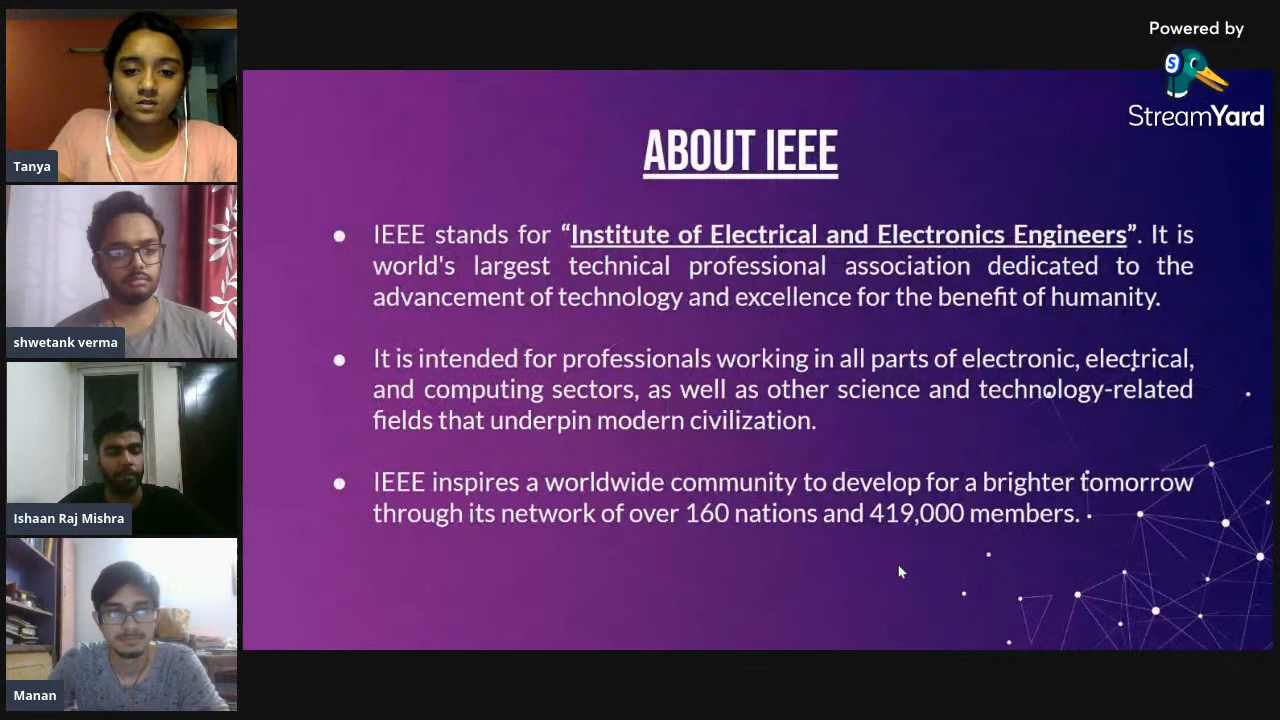 Powered by
StreamYard
Tanya
shwetank verma
Ishaan Raj Mishra
Manan
ABOUT IEEE
● IEEE stands for “Institute of Electrical and Electronics Engineers”. It is
world's largest technical professional association dedicated to the
advancement of technology and excellence for the benefit of humanity.
● It is intended for professionals working in all parts of electronic, electrical,
and computing sectors, as well as other science and technology-related
fields that underpin modern civilization.
● IEEE inspires a worldwide community to develop for a brighter tomorrow
through its network of over 160 nations and 419,000 members.